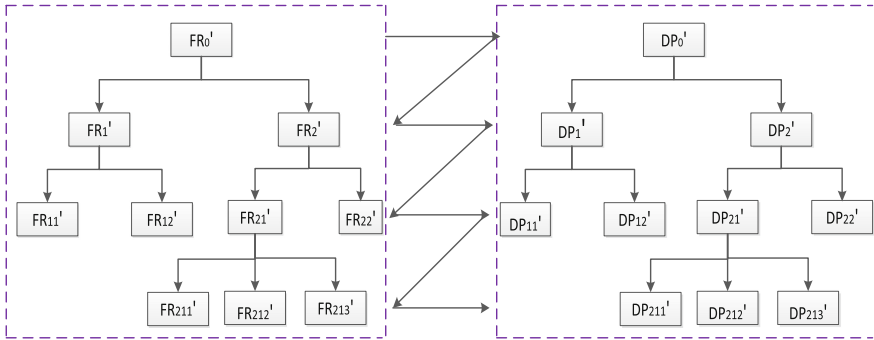 FR0' DP0'
FR1' FR2' DP1' DP2'
FR11' FR12' FR21' FR22' DP11' DP12' DP21' DP22'
FR211' FR212' FR213' DP211' DP212' DP213'